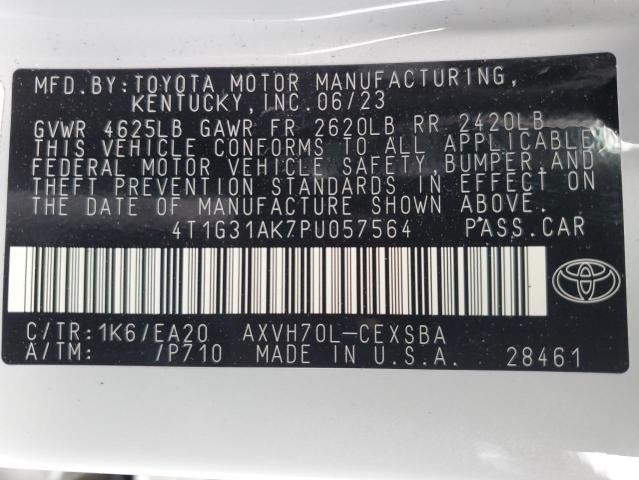 MFD. BY: TOYOTA MOTOR MANUFACTURING,
KENTUCKY, INC. 06/23
GVWR 4625LB GAWR FR 2620LB RR 2420LB
THIS VEHICLE CONFORMS TO ALL APPLICABLE
FEDERAL MOTOR VEHICLE SAFETY, BUMPER, AND
THEFT PREVENTION STANDARDS IN EFFECT ON
THE DATE OF MANUFACTURE SHOWN ABOVE.
4T1G31AK7PU057564 PASS. CAR
C/TR: 1K6/EA20 AXVH70L-CEXSBA
A/TM: /P710 MADE IN U.S.A. 28461